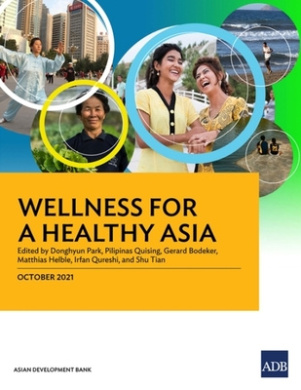 WELLNESS FOR
A HEALTHY ASIA
Edited by Donghyun Park, Pilipinas Quising, Gerard Bodeker,
Matthias Helble, Irfan Qureshi, and Shu Tian
OCTOBER 2021
ASIAN DEVELOPMENT BANK
ADB